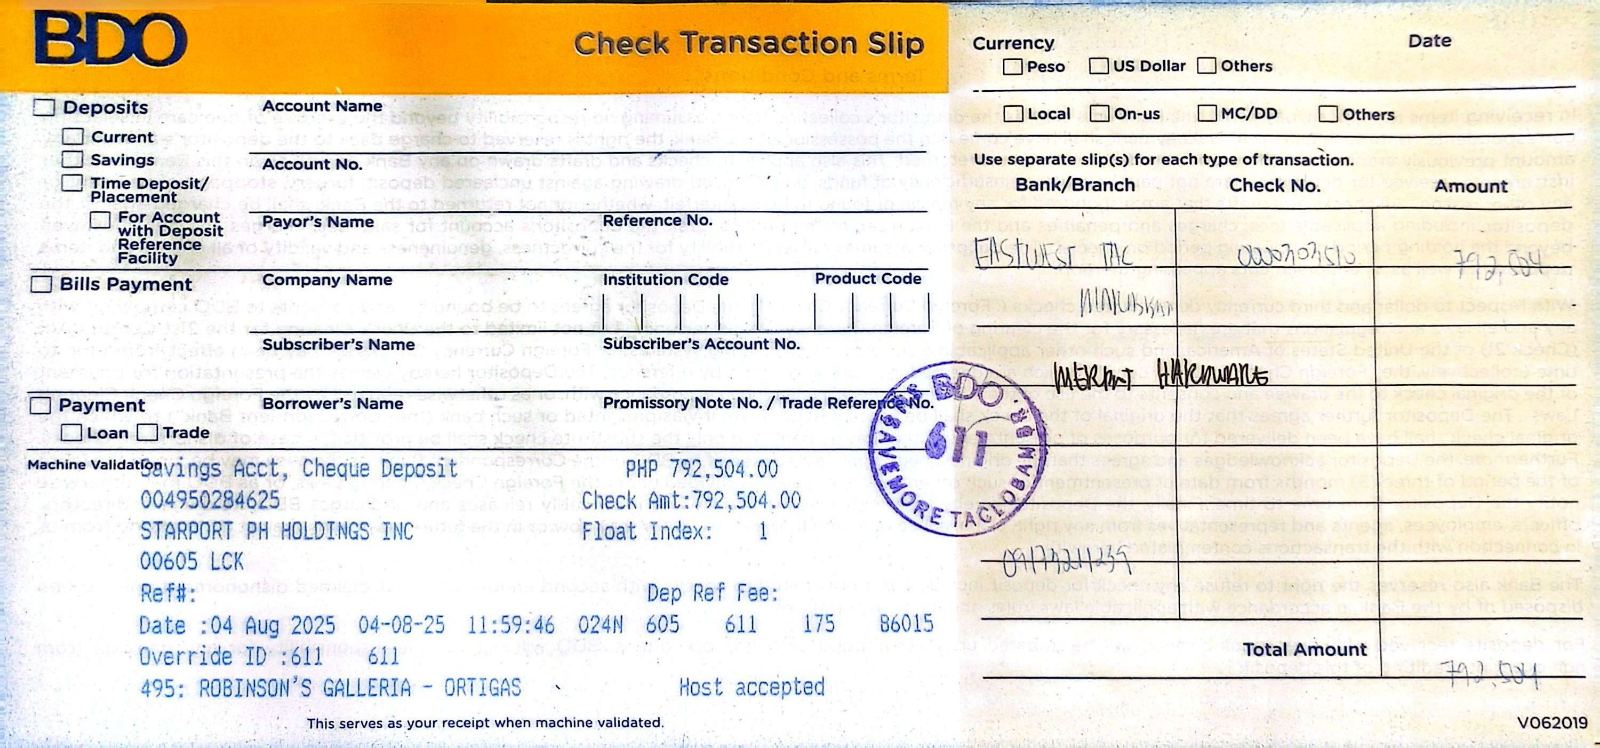 BDO
Check Transaction Slip
Deposits
Current
Savings
Time Deposit/
Placement
For Account
with Deposit
Reference
Facility
Account Name
Account No.
Payor's Name
Reference No.
Bills Payment
Company Name
Institution Code
Product Code
Subscriber's Name
Subscriber's Account No.
Payment
Loan
Trade
Borrower's Name
Promissory Note No. / Trade Reference No.
Machine Validation
Savings Acct, Cheque Deposit PHP 792,504.00
004950284625 Check Amt:792,504.00
STARPORT PH HOLDINGS INC Float Index: 1
00605 LCK
Ref#: Dep Ref Fee:
Date :04 Aug 2025 04-08-25 11:59:46 024N 605 611 175 B6015
Override ID :611 611
495: ROBINSON'S GALLERIA - ORTIGAS Host accepted
This serves as your receipt when machine validated.
BDO
611
SAVEMORE TACLOBAN
Currency
Date
Peso
US Dollar
Others
Local
On-us
MC/DD
Others
Use separate slip(s) for each type of transaction.
Bank/Branch
Check No.
Amount
EASTWEST TAC
792,504
HARDWARE
Total Amount
792,504
V062019